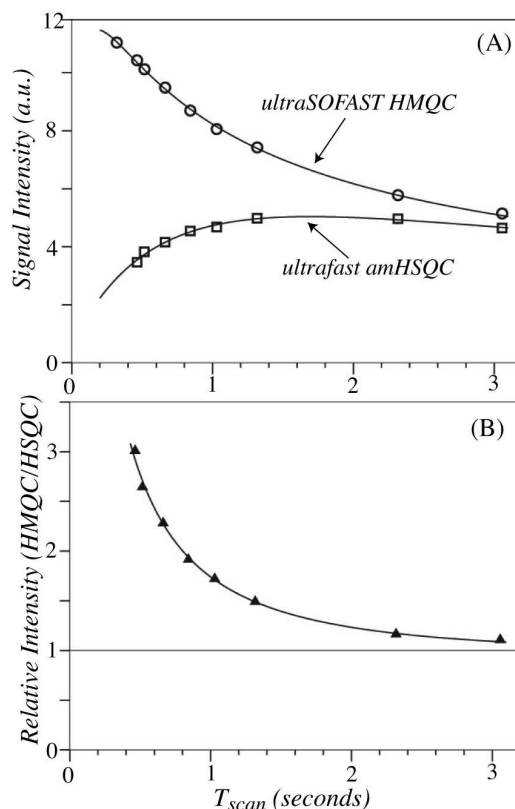 12
(A)
ultraSOFAST HMQC
8
Signal Intensity (a.u.)
4
ultrafast amHSQC
0
0
1
2
3
(B)
3
2
Relative Intensity (HMQC/HSQC)
1
0
0
1
2
3
T_scan (seconds)